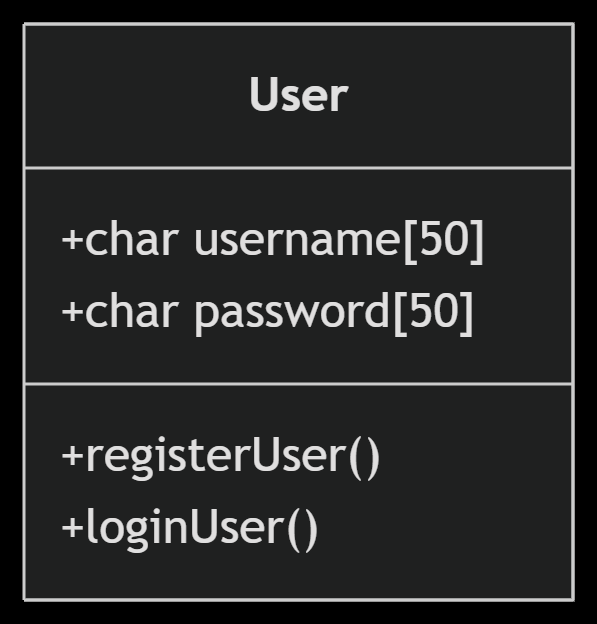 User
+char username[50]
+char password[50]
+registerUser()
+loginUser()